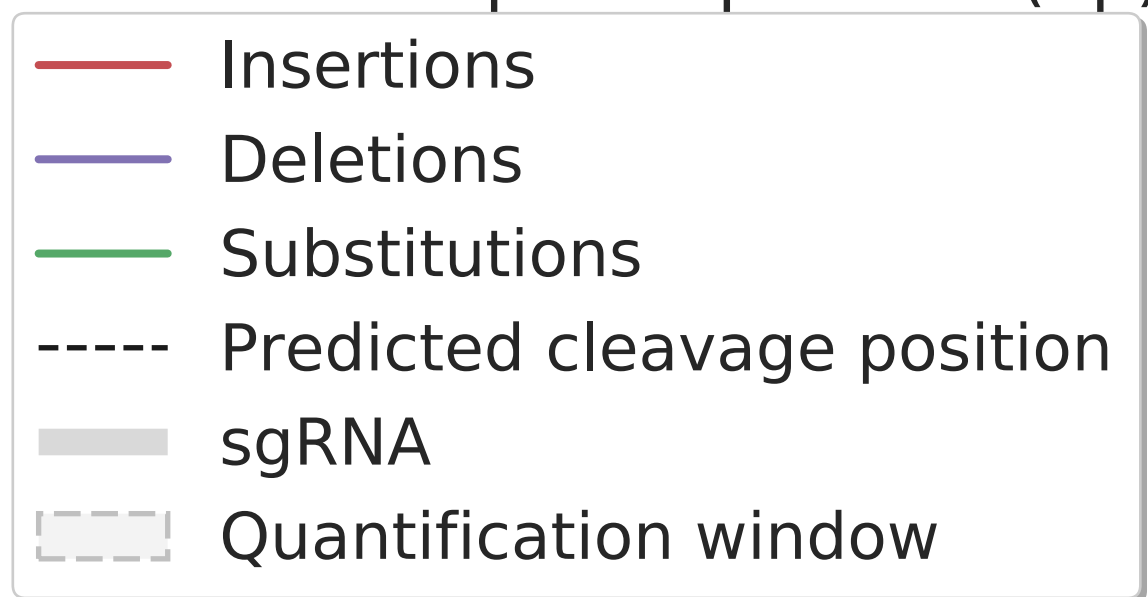 Insertions
Deletions
Substitutions
Predicted cleavage position
sgRNA
Quantification window